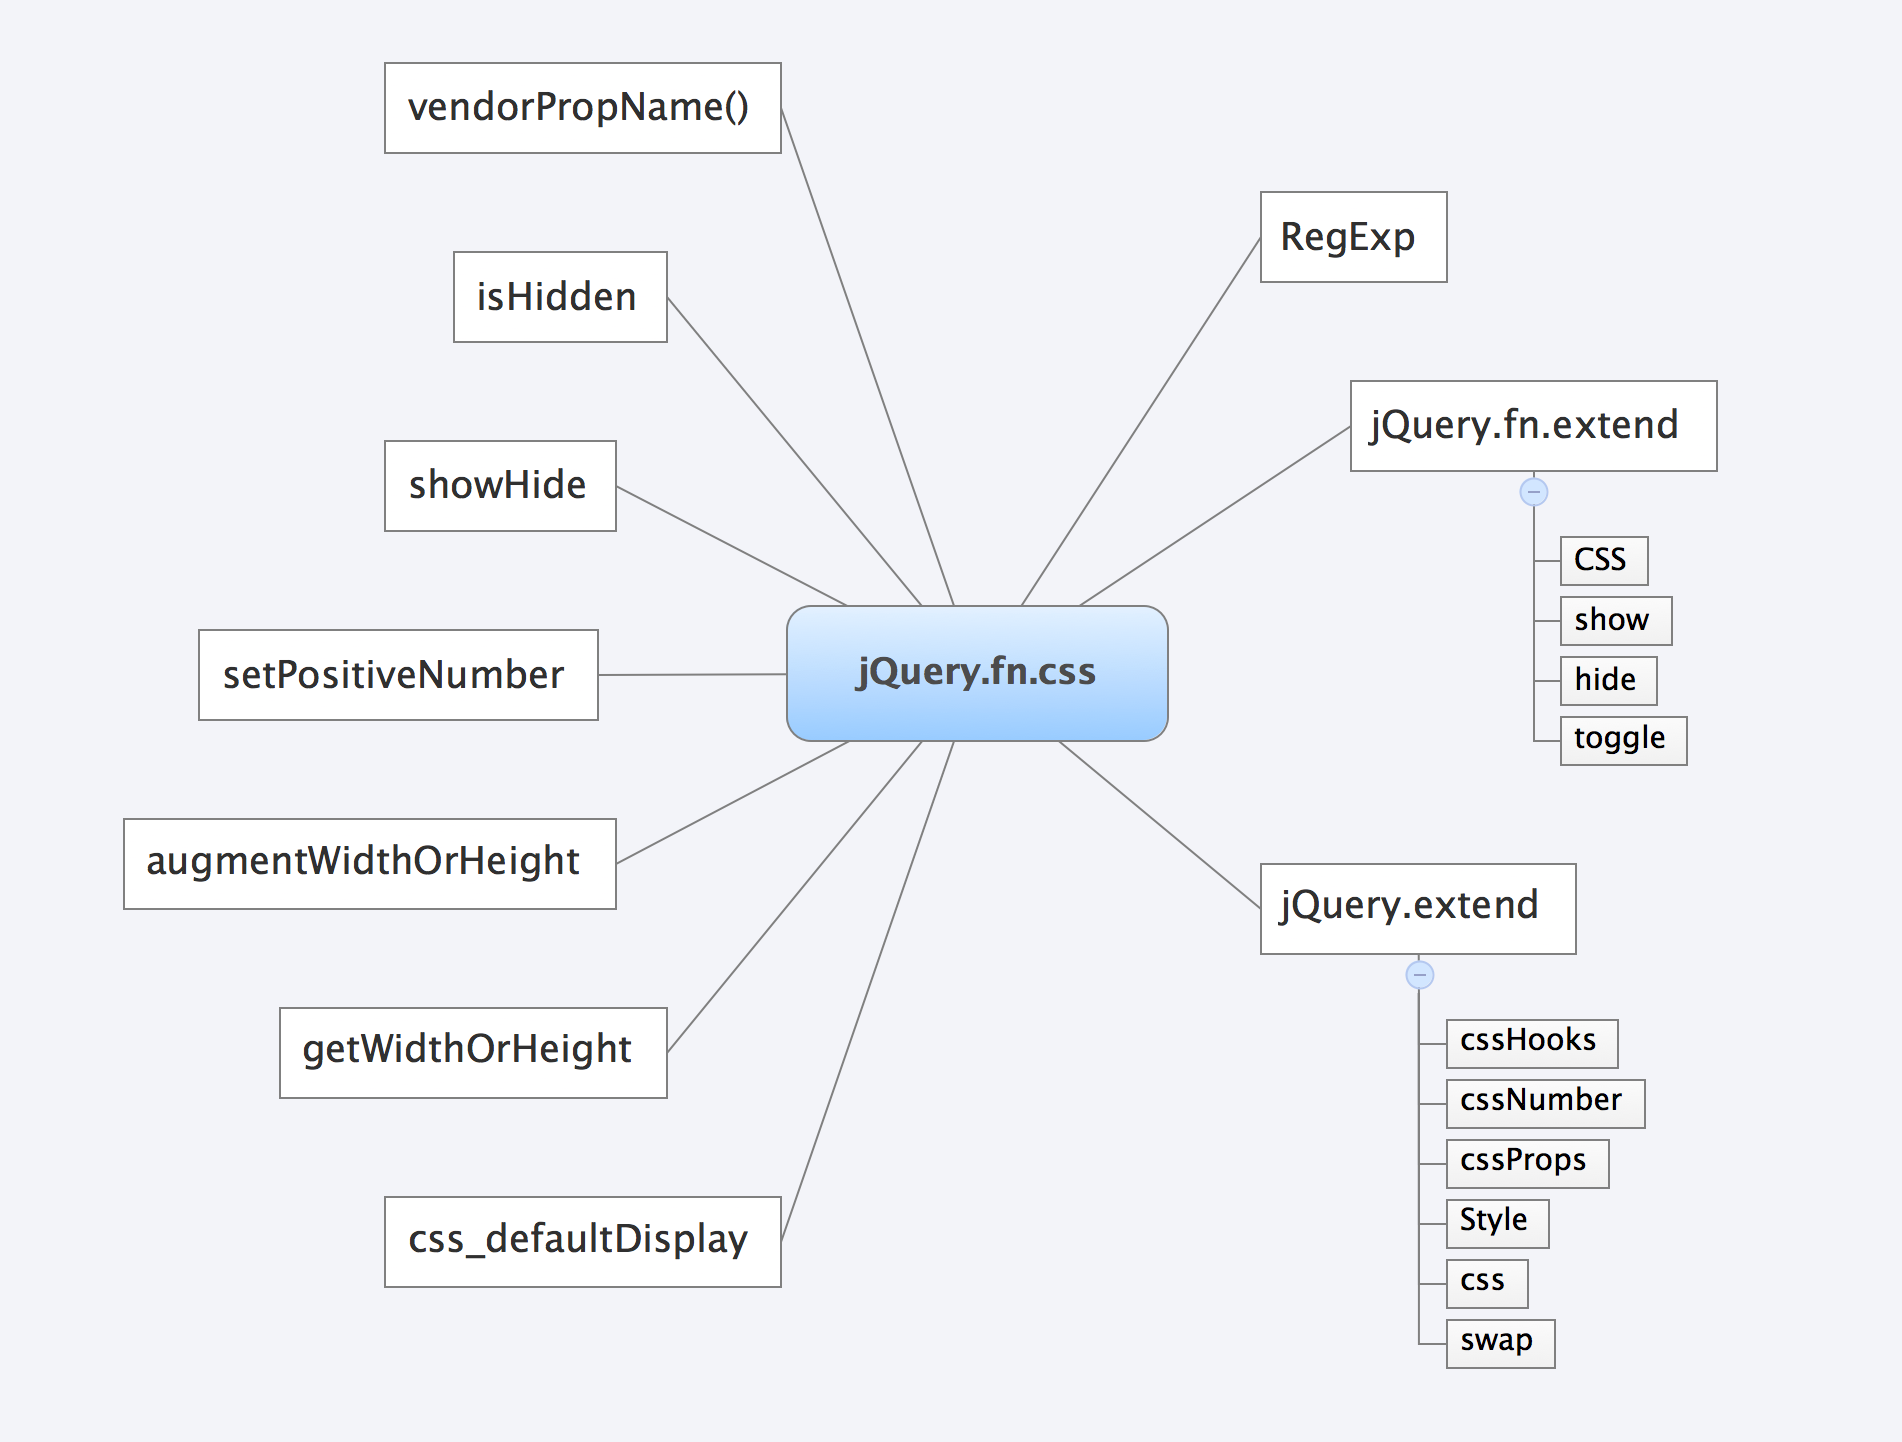 vendorPropName()
isHidden
showHide
setPositiveNumber
augmentWidthOrHeight
getWidthOrHeight
css_defaultDisplay
jQuery.fn.css
RegExp
jQuery.fn.extend
CSS
show
hide
toggle
jQuery.extend
cssHooks
cssNumber
cssProps
Style
css
swap